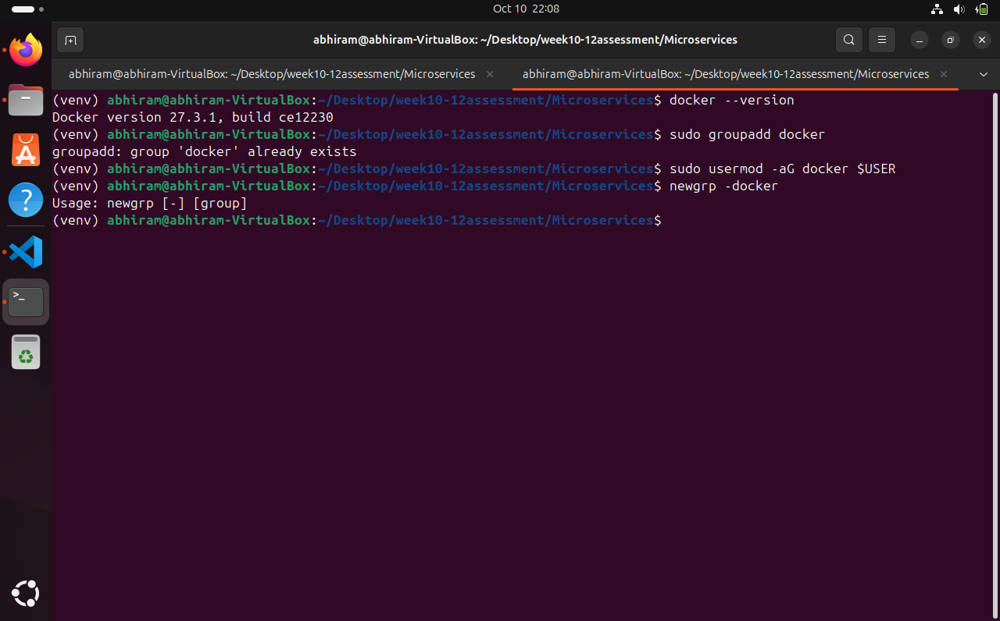 Oct 10 22:08
abhiram@abhiram-VirtualBox: ~/Desktop/week10-12assessment/Microservices
abhiram@abhiram-VirtualBox: ~/Desktop/week10-12assessment/Microservices
abhiram@abhiram-VirtualBox: ~/Desktop/week10-12assessment/Microservices
(venv) abhiram@abhiram-VirtualBox:~/Desktop/week10-12assessment/Microservices$ docker --version
Docker version 27.3.1, build ce12230
(venv) abhiram@abhiram-VirtualBox:~/Desktop/week10-12assessment/Microservices$ sudo groupadd docker
groupadd: group 'docker' already exists
(venv) abhiram@abhiram-VirtualBox:~/Desktop/week10-12assessment/Microservices$ sudo usermod -aG docker $USER
(venv) abhiram@abhiram-VirtualBox:~/Desktop/week10-12assessment/Microservices$ newgrp -docker
Usage: newgrp [-] [group]
(venv) abhiram@abhiram-VirtualBox:~/Desktop/week10-12assessment/Microservices$